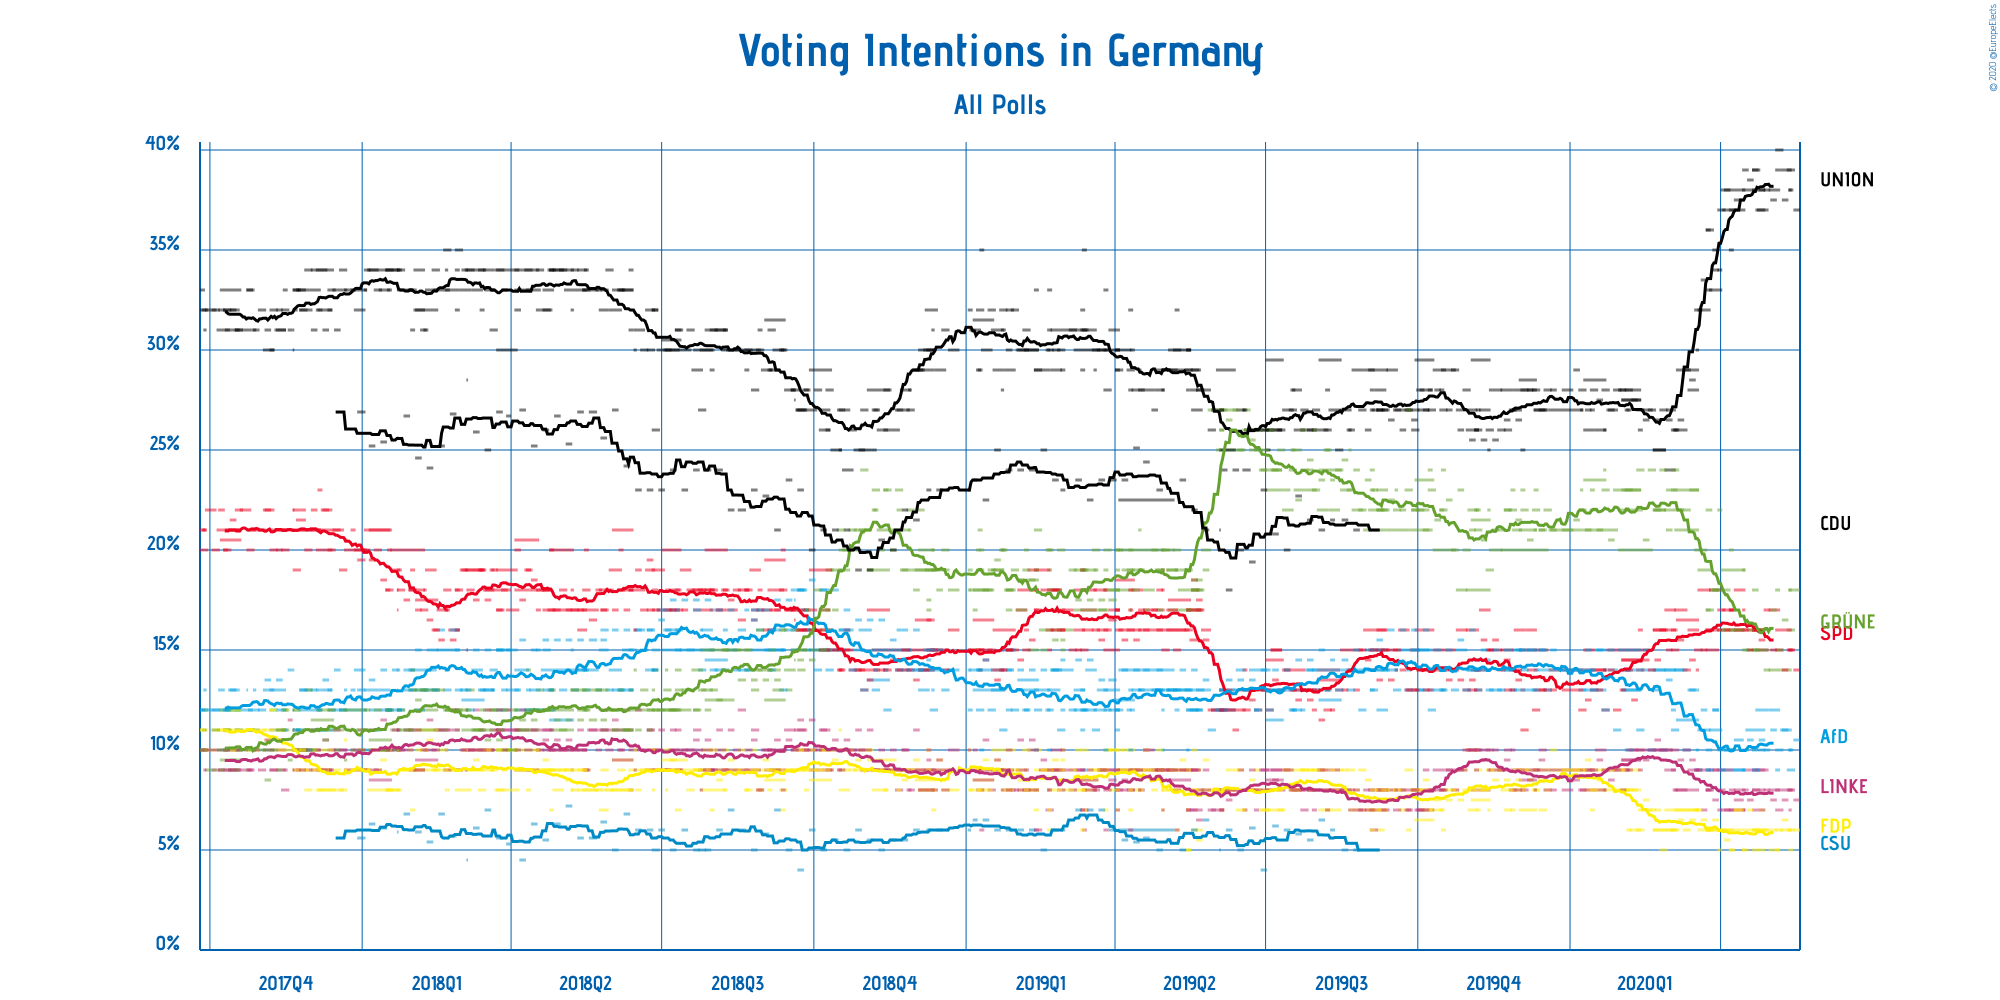 © 2020 @EuropeElects
Voting Intentions in Germany
All Polls
40%
35%
30%
25%
20%
15%
10%
5%
0%
UNION
CDU
GRÜNE
SPD
AfD
LINKE
FDP
CSU
2017Q4 2018Q1 2018Q2 2018Q3 2018Q4 2019Q1 2019Q2 2019Q3 2019Q4 2020Q1